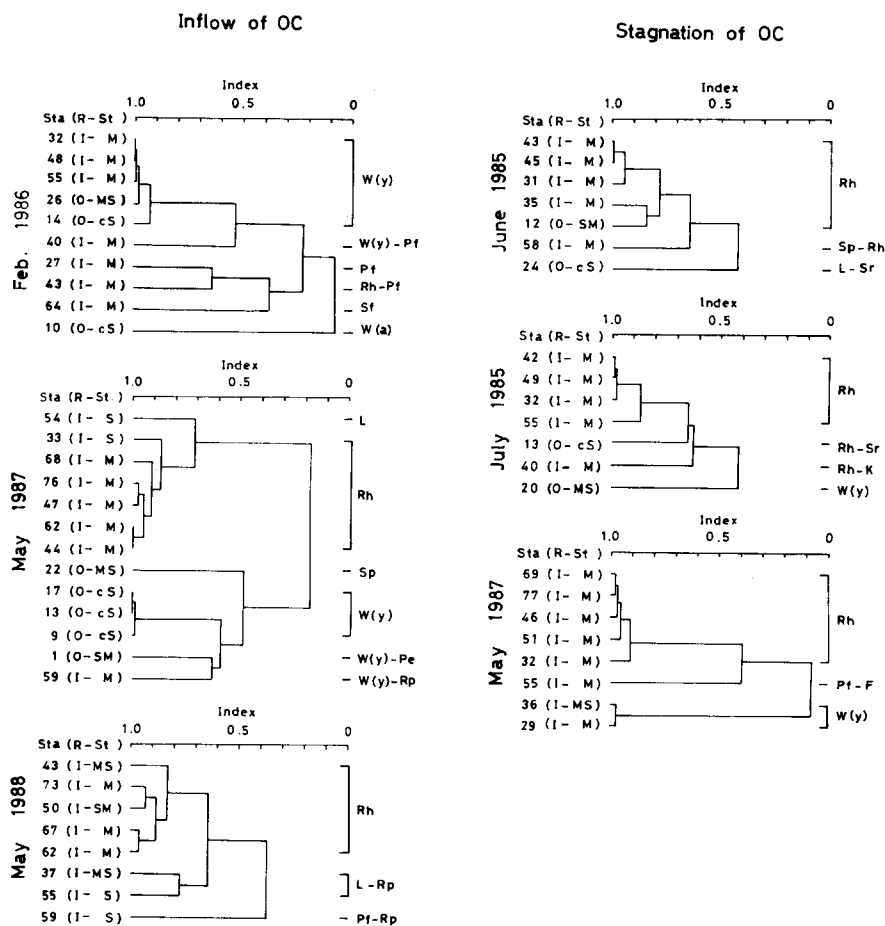 Inflow of OC
Index
1.0 0.5 0
Sta (R-St)
Feb. 1986
32 (I- M)
48 (I- M)
55 (I- M)
26 (O-MS)
14 (O-cS)
40 (I- M)
27 (I- M)
43 (I- M)
64 (I- M)
10 (O-cS)
W(y)
W(y)-Pf
Pf
Rh-Pf
Sf
W(a)
Index
1.0 0.5 0
Sta (R-St)
May 1987
54 (I- S)
33 (I- S)
68 (I- M)
76 (I- M)
47 (I- M)
62 (I- M)
44 (I- M)
22 (O-MS)
17 (O-cS)
13 (O-cS)
9 (O-cS)
1 (O-SM)
59 (I- M)
L
Rh
Sp
W(y)
W(y)-Pe
W(y)-Rp
Index
1.0 0.5 0
Sta (R-St)
May 1988
43 (I-MS)
73 (I- M)
50 (I-SM)
67 (I- M)
62 (I- M)
37 (I-MS)
55 (I- S)
59 (I- S)
Rh
L-Rp
Pf-Rp
Stagnation of OC
Index
1.0 0.5 0
Sta (R-St)
June 1985
43 (I- M)
45 (I- M)
31 (I- M)
35 (I- M)
12 (O-SM)
58 (I- M)
24 (O-cS)
Rh
Sp-Rh
L-Sr
Index
1.0 0.5 0
Sta (R-St)
July 1985
42 (I- M)
49 (I- M)
32 (I- M)
55 (I- M)
13 (O-cS)
40 (I- M)
20 (O-MS)
Rh
Rh-Sr
Rh-K
W(y)
Index
1.0 0.5 0
Sta (R-St)
May 1987
69 (I- M)
77 (I- M)
46 (I- M)
51 (I- M)
32 (I- M)
55 (I- M)
36 (I-MS)
29 (I- M)
Rh
Pf-F
W(y)